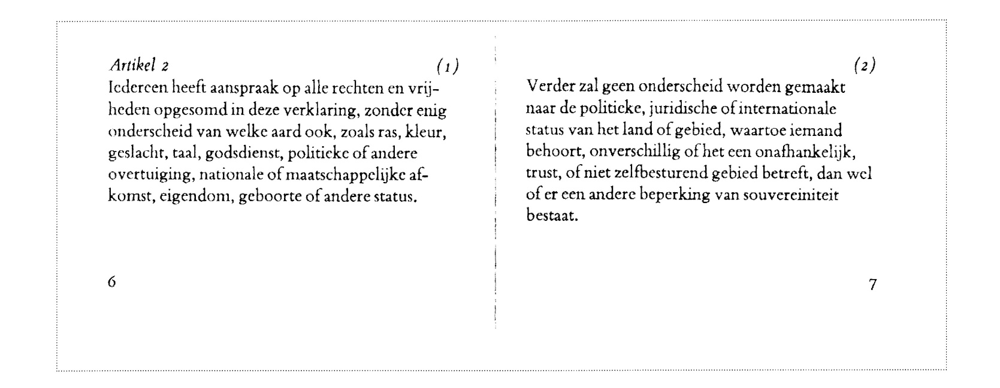 Artikel 2 (1)
Iedereen heeft aanspraak op alle rechten en vrij-
heden opgesomd in deze verklaring, zonder enig
onderscheid van welke aard ook, zoals ras, kleur,
geslacht, taal, godsdienst, politieke of andere
overtuiging, nationale of maatschappelijke af-
komst, eigendom, geboorte of andere status.
6
(2)
Verder zal geen onderscheid worden gemaakt
naar de politieke, juridische of internationale
status van het land of gebied, waartoe iemand
behoort, onverschillig of het een onafhankelijk,
trust, of niet zelfbesturend gebied betreft, dan wel
of er een andere beperking van souvereiniteit
bestaat.
7